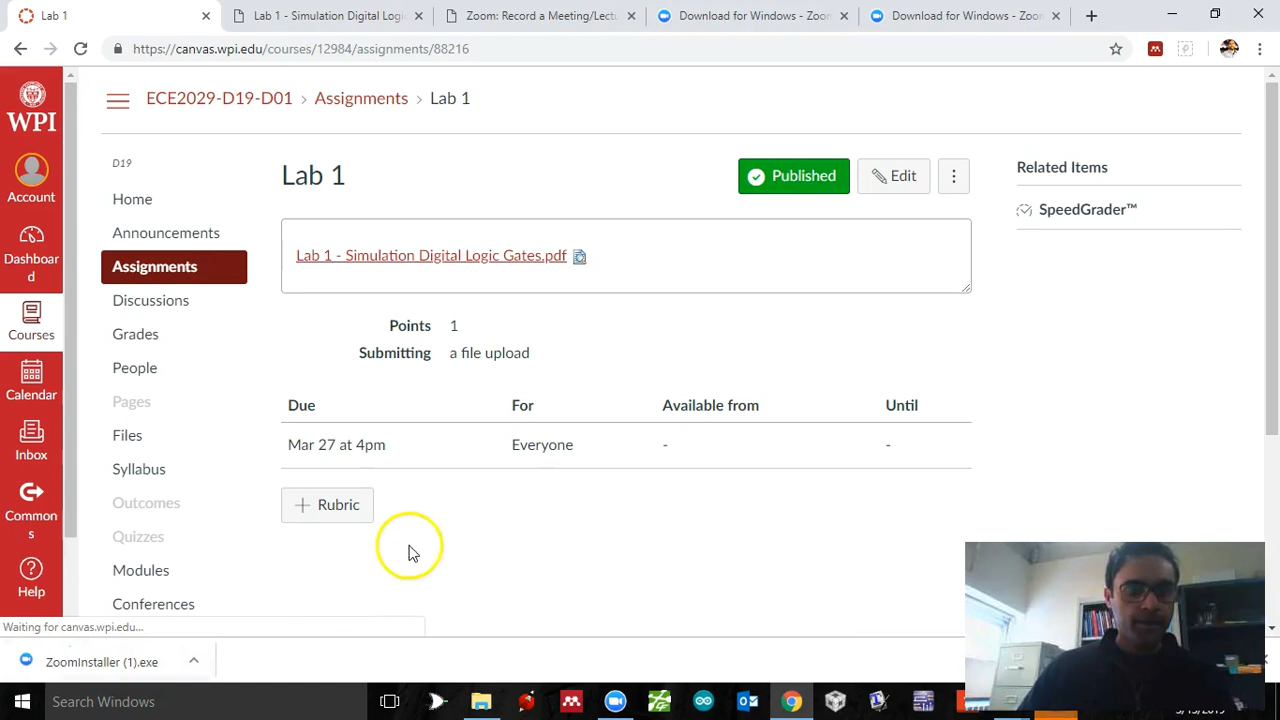 Lab 1
Lab 1 - Simulation Digital Logi
Zoom: Record a Meeting/Lectu
Download for Windows - Zoom
Download for Windows - Zoom
https://canvas.wpi.edu/courses/12984/assignments/88216
WPI
Account
Dashboar
d
Courses
Calendar
Inbox
Common
s
Help
ECE2029-D19-D01 > Assignments > Lab 1
D19
Home
Announcements
Assignments
Discussions
Grades
People
Pages
Files
Syllabus
Outcomes
Quizzes
Modules
Conferences
Lab 1
Published
Edit
Lab 1 - Simulation Digital Logic Gates.pdf
Points 1
Submitting a file upload
Due For Available from Until
Mar 27 at 4pm Everyone - -
+ Rubric
Related Items
SpeedGrader™
Waiting for canvas.wpi.edu...
ZoomInstaller (1).exe
Search Windows